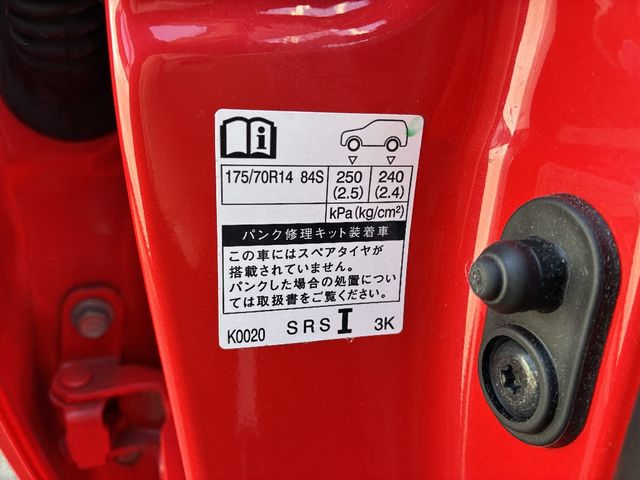 175/70R14 84S 250 (2.5) 240 (2.4)
kPa(kg/cm²)
パンク修理キット装着車
この車にはスペアタイヤが
搭載されていません。
パンクした場合の処置につい
ては取扱書をご覧ください。
K0020 SRS I 3K